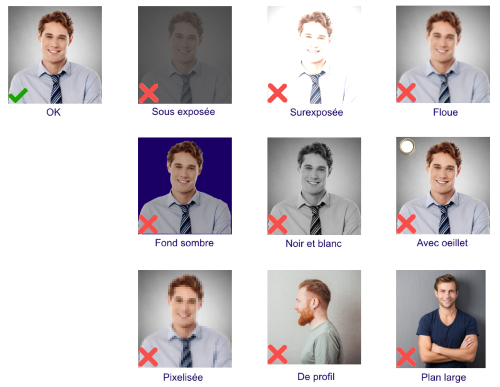 OK
Sous exposée
Surexposée
Floue
Fond sombre
Noir et blanc
Avec oeillet
Pixelisée
De profil
Plan large